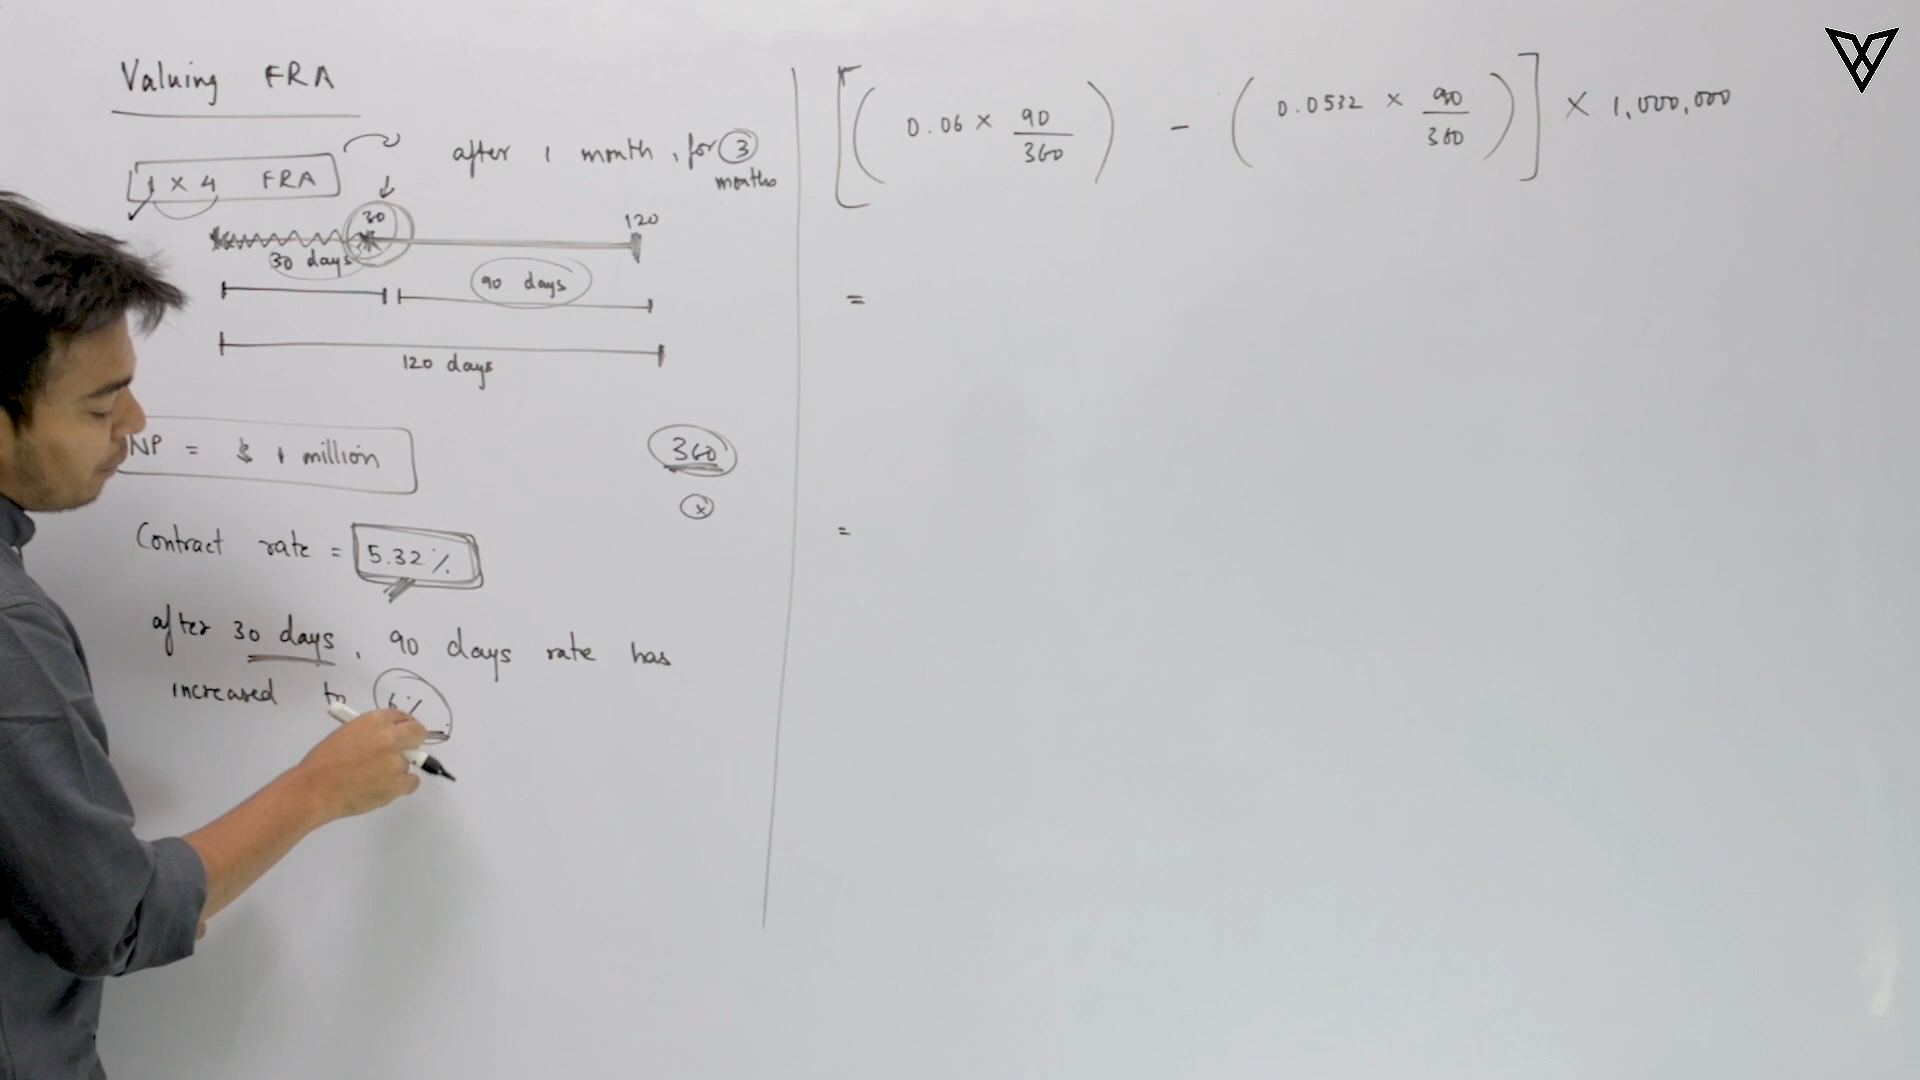 Valuing FRA
1 X 4 FRA
after 1 month, for 3
months
30
120
30 days
90 days
120 days
NP = $ 1 million
360
x
Contract rate = 5.32 %
after 30 days, 90 days rate has
increased to 6%
[ ( 0.06 × 90/360 ) - ( 0.0532 × 90/360 ) ] × 1,000,000
=
=